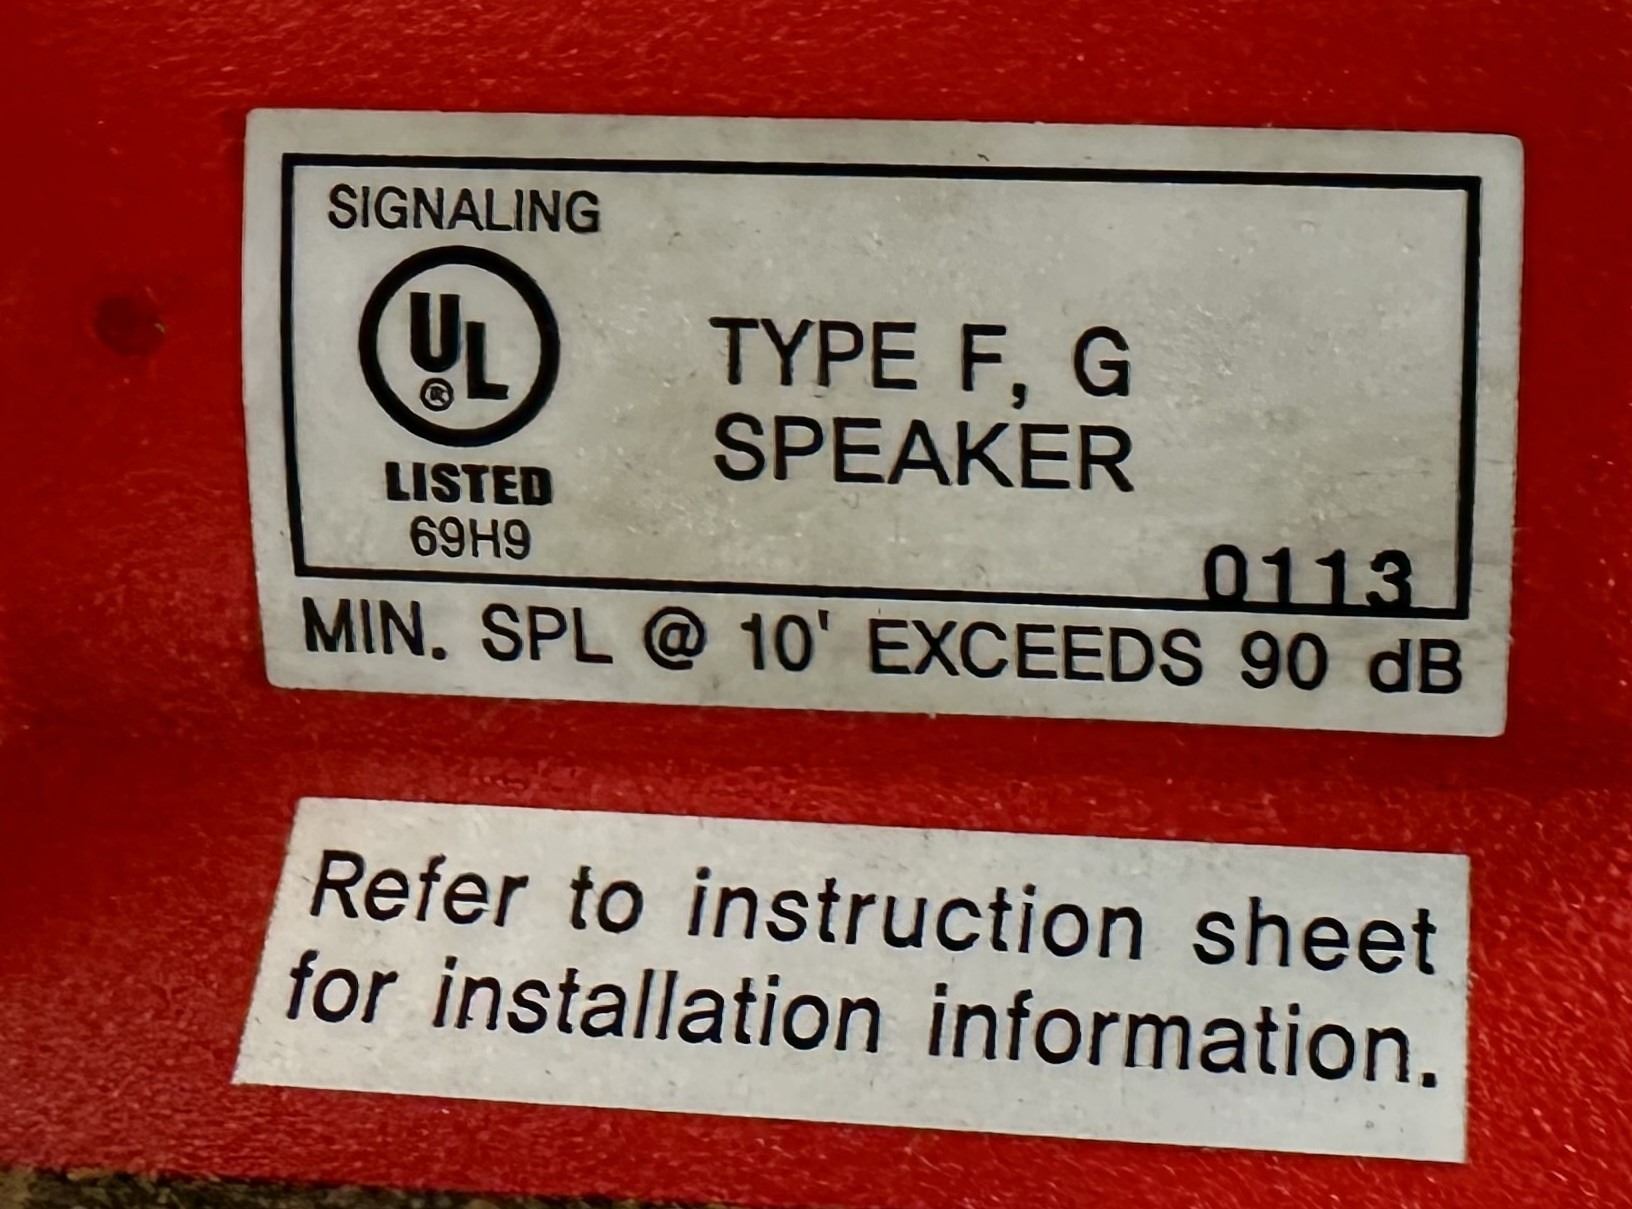 SIGNALING
UL
®
LISTED
69H9
TYPE F, G
SPEAKER
0113
MIN. SPL @ 10' EXCEEDS 90 dB
Refer to instruction sheet
for installation information.